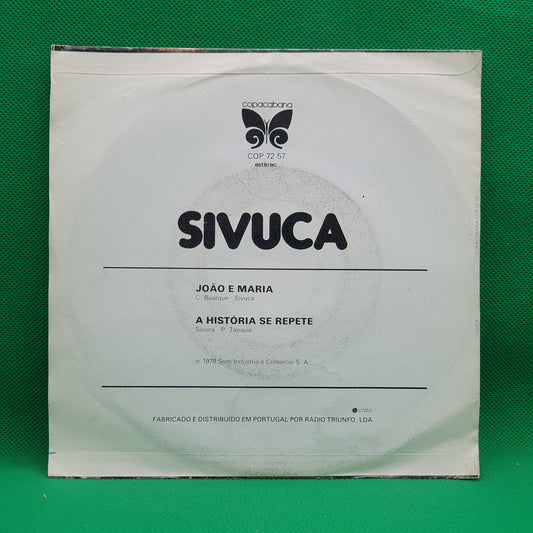 copacabana
COP 72-57
estéreo
SIVUCA
JOÃO E MARIA
C. Buarque - Sivuca
A HISTÓRIA SE REPETE
Sivuca - P. Tapajós
℗ 1978 Som Indústria e Comércio S.A.
FABRICADO E DISTRIBUIDO EM PORTUGAL POR RÁDIO TRIUNFO, LDA.